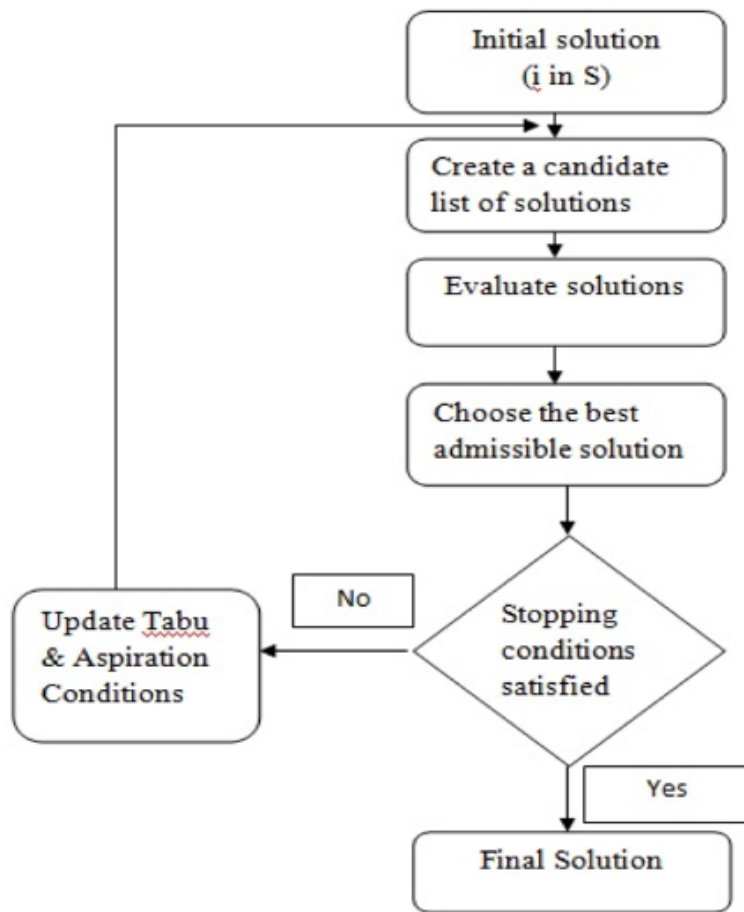 Initial solution
(i in S)
Create a candidate
list of solutions
Evaluate solutions
Choose the best
admissible solution
Stopping
conditions
satisfied
No
Update Tabu
& Aspiration
Conditions
Yes
Final Solution